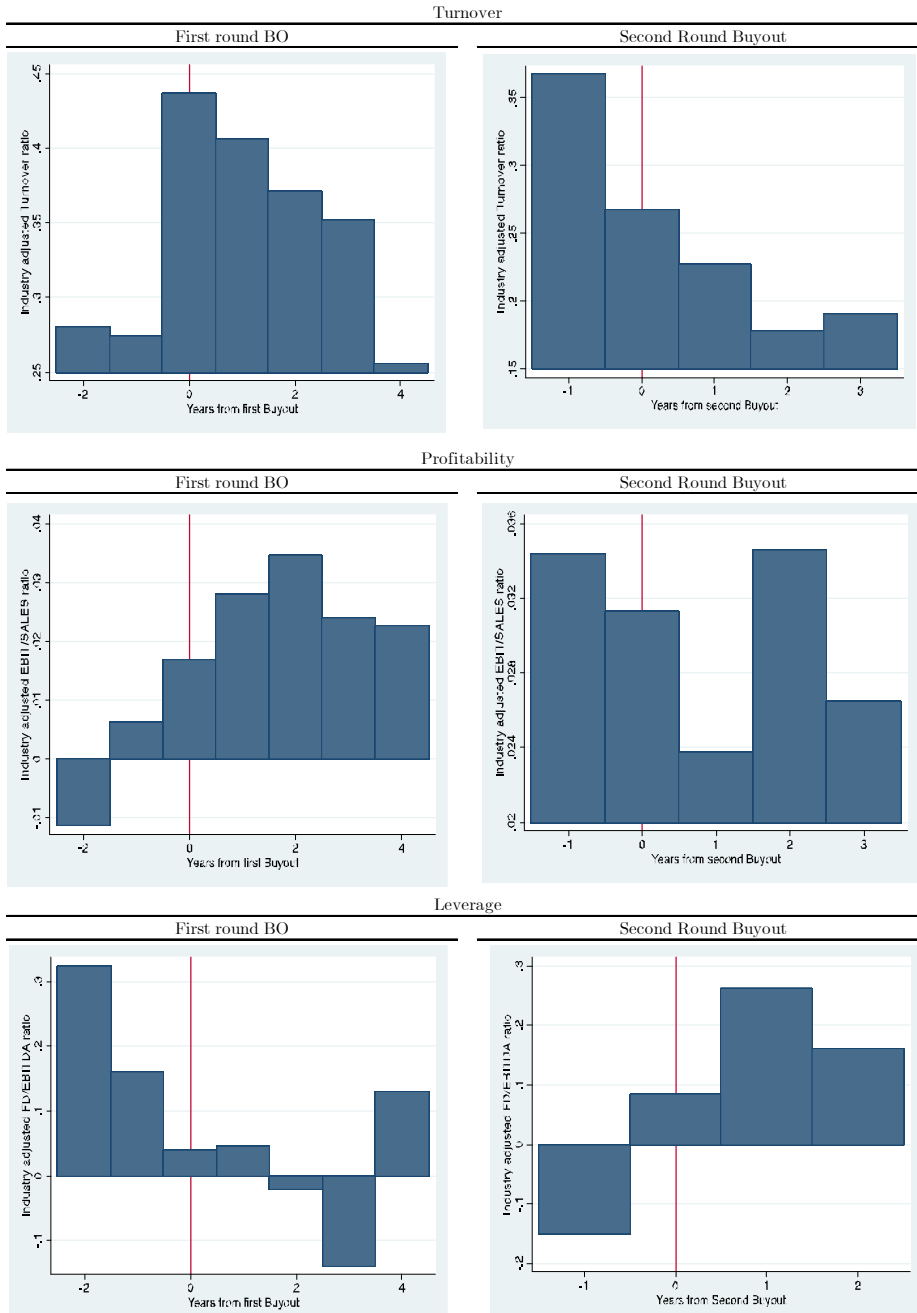 Turnover
First round BO
Second Round Buyout
Industry adjusted Turnover ratio
.25 .3 .35 .4 .45
-2 0 2 4
Years from first Buyout
Industry adjusted Turnover ratio
.15 .2 .25 .3 .35
-1 0 1 2 3
Years from second Buyout
Profitability
First round BO
Second Round Buyout
Industry adjusted EBIT/SALES ratio
-.01 0 .01 .02 .03 .04
-2 0 2 4
Years from first Buyout
Industry adjusted EBIT/SALES ratio
.02 .024 .028 .032 .036
-1 0 1 2 3
Years from second Buyout
Leverage
First round BO
Second Round Buyout
Industry adjusted FD/EBITDA ratio
-.1 0 .1 .2 .3
-2 0 2 4
Years from first Buyout
Industry adjusted FD/EBITDA ratio
-.2 -.1 0 .1 .2 .3
-1 0 1 2
Years from Second Buyout